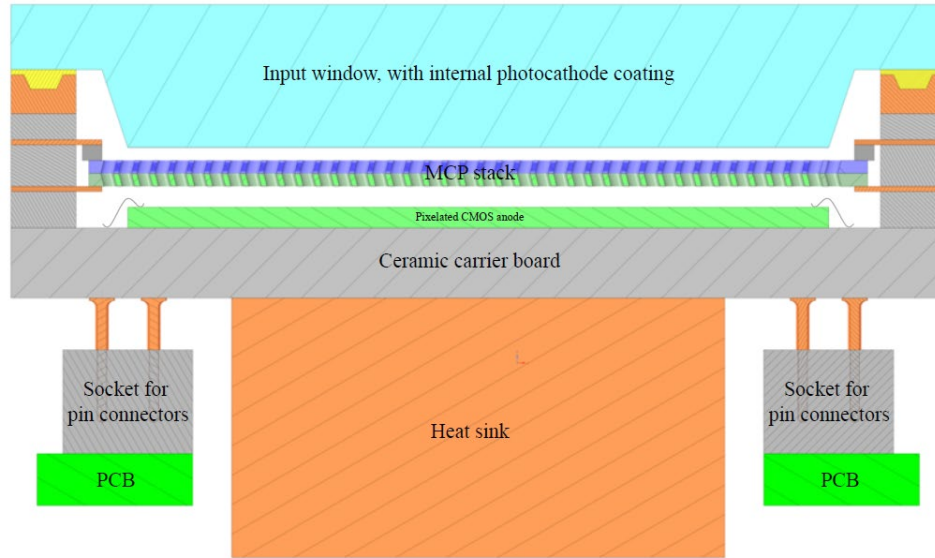 Input window, with internal photocathode coating
MCP stack
Pixelated CMOS anode
Ceramic carrier board
Socket for
pin connectors
Heat sink
Socket for
pin connectors
PCB
PCB